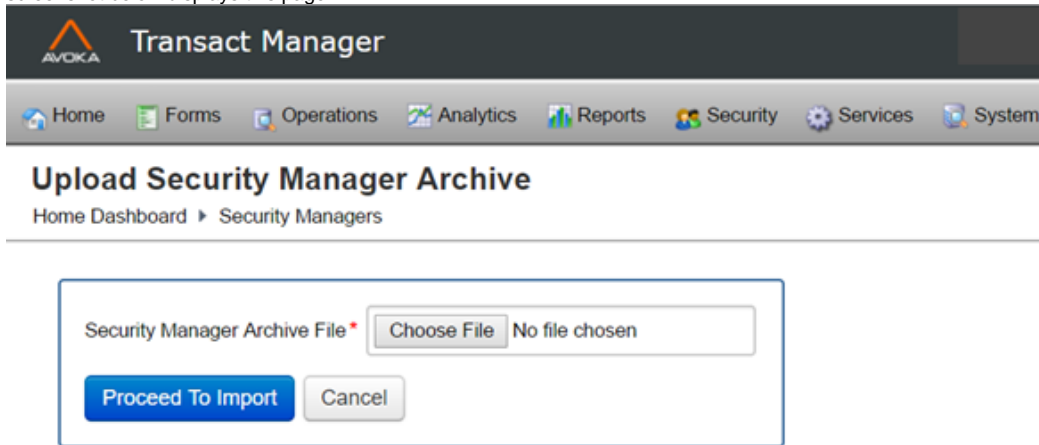 AVOKA Transact Manager
Home Forms Operations Analytics Reports Security Services System
Upload Security Manager Archive
Home Dashboard ▸ Security Managers
Security Manager Archive File* Choose File No file chosen
Proceed To Import Cancel